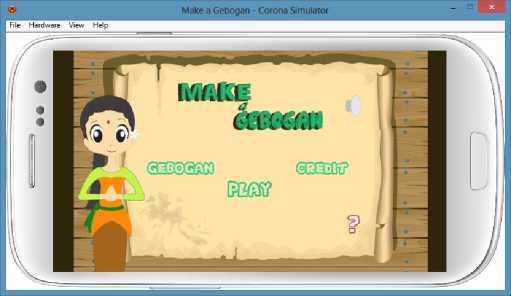 Make a Gebogan - Corona Simulator
File Hardware View Help
MAKE
a
GEBOGAN
GEBOGAN CREDIT
PLAY
?